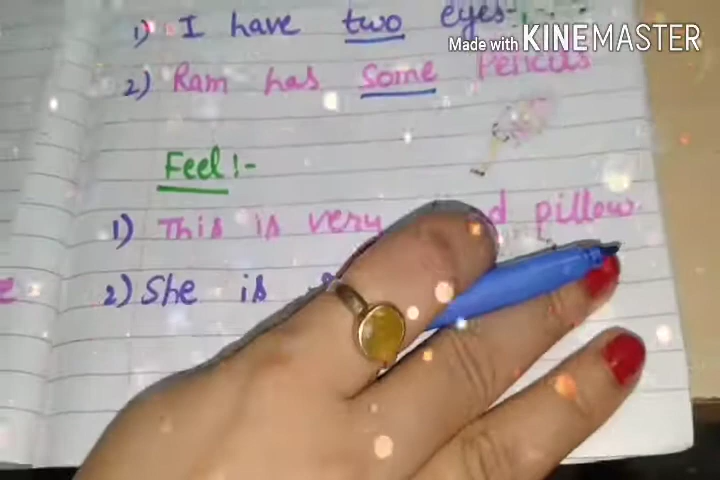 1) I have two eyes.
Made with KINEMASTER
2) Ram has Some Pencils
Feel :-
1) This is very pillow.
2) She is